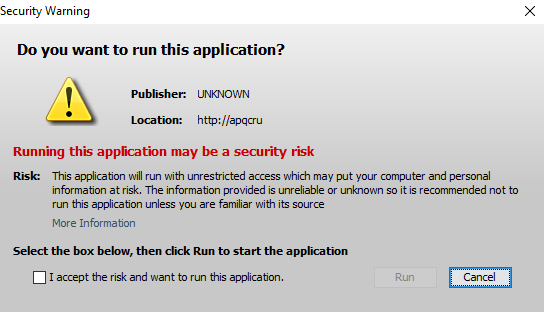 Security Warning
Do you want to run this application?
Publisher: UNKNOWN
Location: http://apqcru
Running this application may be a security risk
Risk: This application will run with unrestricted access which may put your computer and personal
information at risk. The information provided is unreliable or unknown so it is recommended not to
run this application unless you are familiar with its source
More Information
Select the box below, then click Run to start the application
I accept the risk and want to run this application.
Run
Cancel